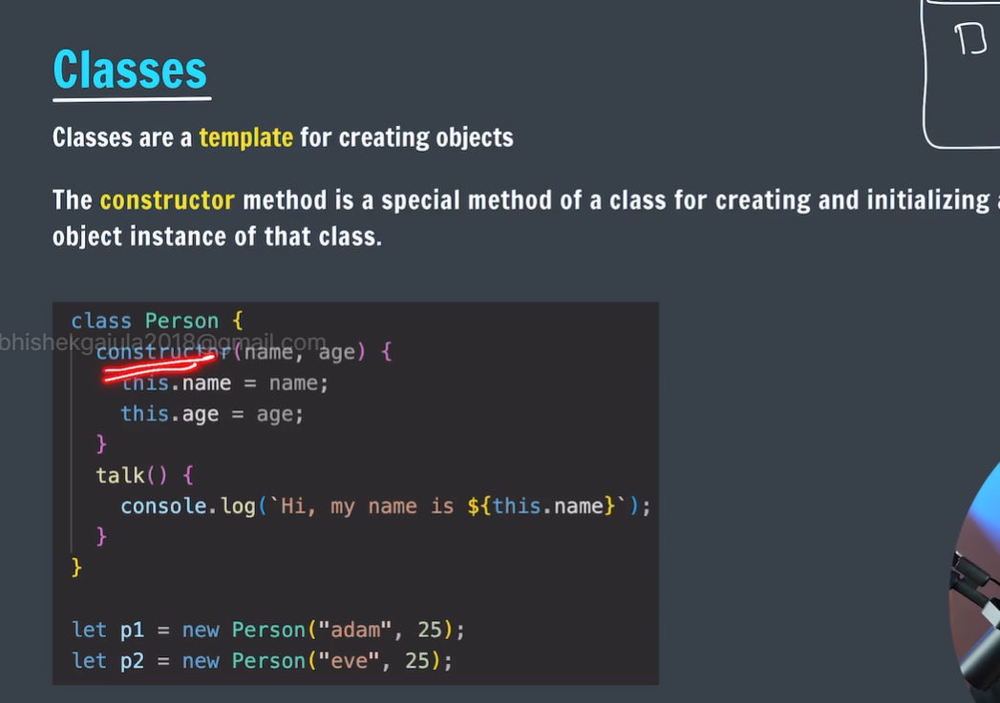 Classes
Classes are a template for creating objects
The constructor method is a special method of a class for creating and initializing
object instance of that class.
class Person {
constructor(name, age) {
this.name = name;
this.age = age;
}
talk() {
console.log(`Hi, my name is ${this.name}`);
}
}
let p1 = new Person("adam", 25);
let p2 = new Person("eve", 25);
bhishekgajula2018@gmail.com
D